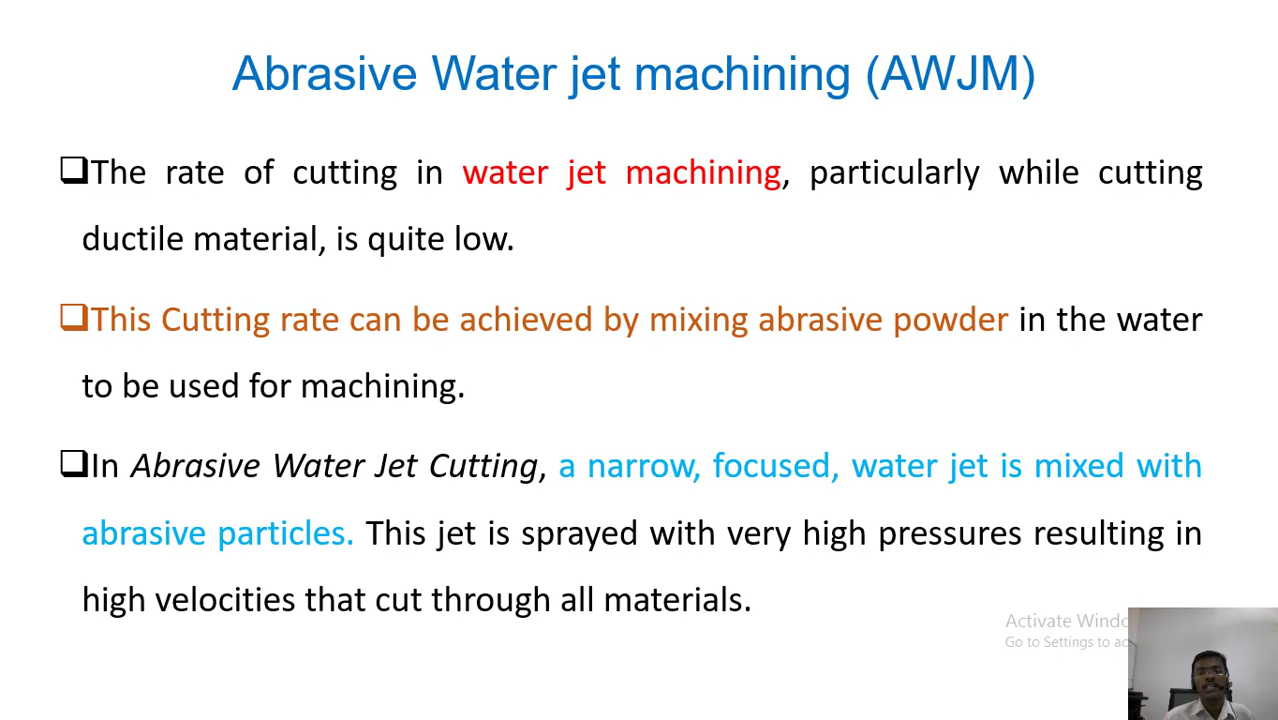 Abrasive Water jet machining (AWJM)
The rate of cutting in water jet machining, particularly while cutting
ductile material, is quite low.
This Cutting rate can be achieved by mixing abrasive powder in the water
to be used for machining.
In Abrasive Water Jet Cutting, a narrow, focused, water jet is mixed with
abrasive particles. This jet is sprayed with very high pressures resulting in
high velocities that cut through all materials.
Activate
Go to Settings to